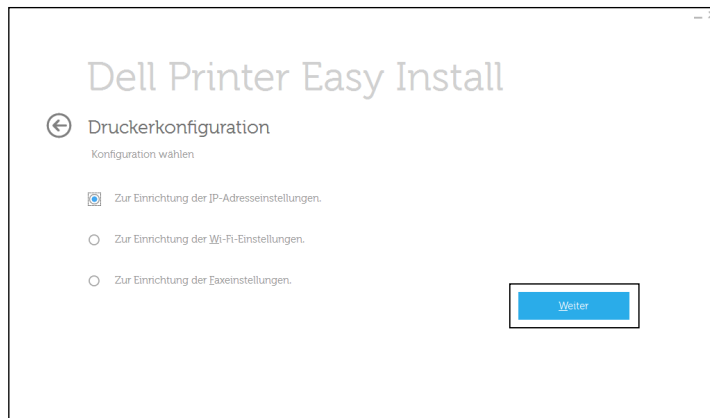 Dell Printer Easy Install
Druckerkonfiguration
Konfiguration wählen
Zur Einrichtung der IP-Adresseinstellungen.
Zur Einrichtung der Wi-Fi-Einstellungen.
Zur Einrichtung der Faxeinstellungen.
Weiter